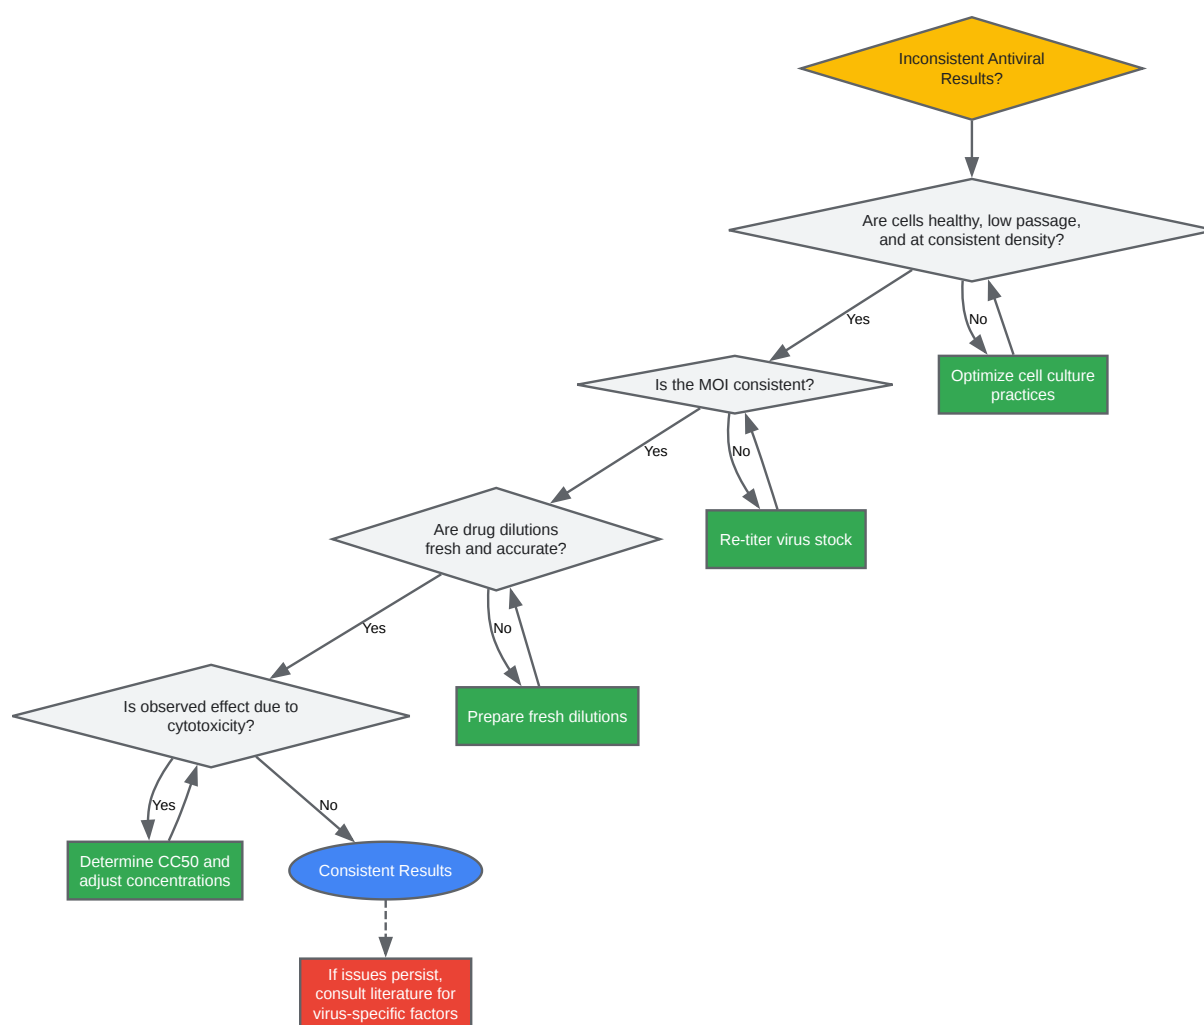 Inconsistent Antiviral
Results?
Are cells healthy, low passage,
and at consistent density?
Yes
No
Optimize cell culture
practices
Is the MOI consistent?
Yes
No
Re-titer virus stock
Are drug dilutions
fresh and accurate?
Yes
No
Prepare fresh dilutions
Is observed effect due to
cytotoxicity?
Yes
No
Determine CC50 and
adjust concentrations
Consistent Results
If issues persist,
consult literature for
virus-specific factors